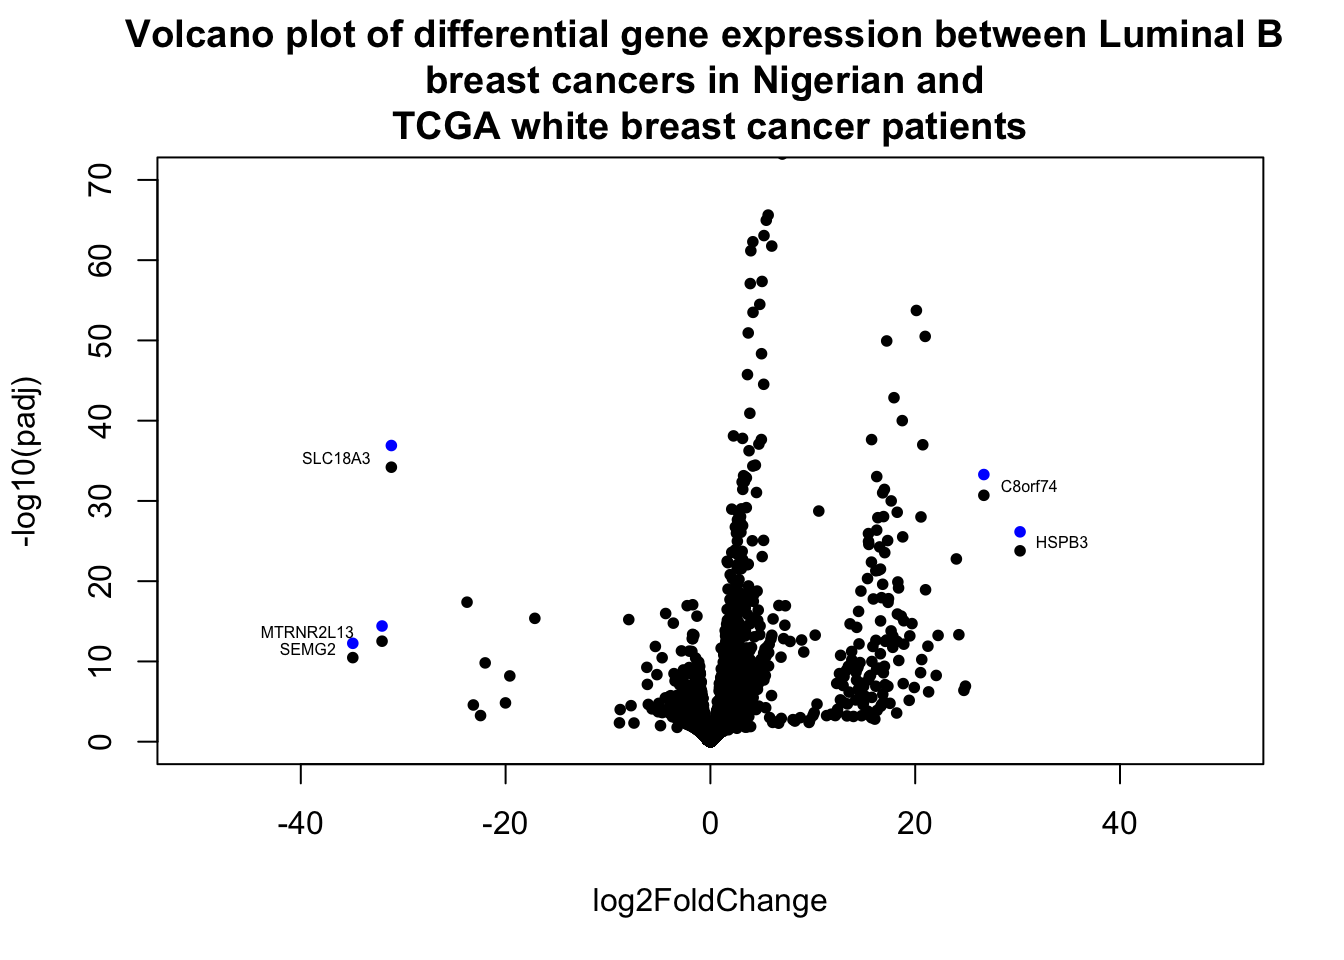 Volcano plot of differential gene expression between Luminal B
breast cancers in Nigerian and
TCGA white breast cancer patients
-log10(padj)
70
60
50
40
30
20
10
0
SLC18A3
C8orf74
HSPB3
MTRNR2L13
SEMG2
-40 -20 0 20 40
log2FoldChange